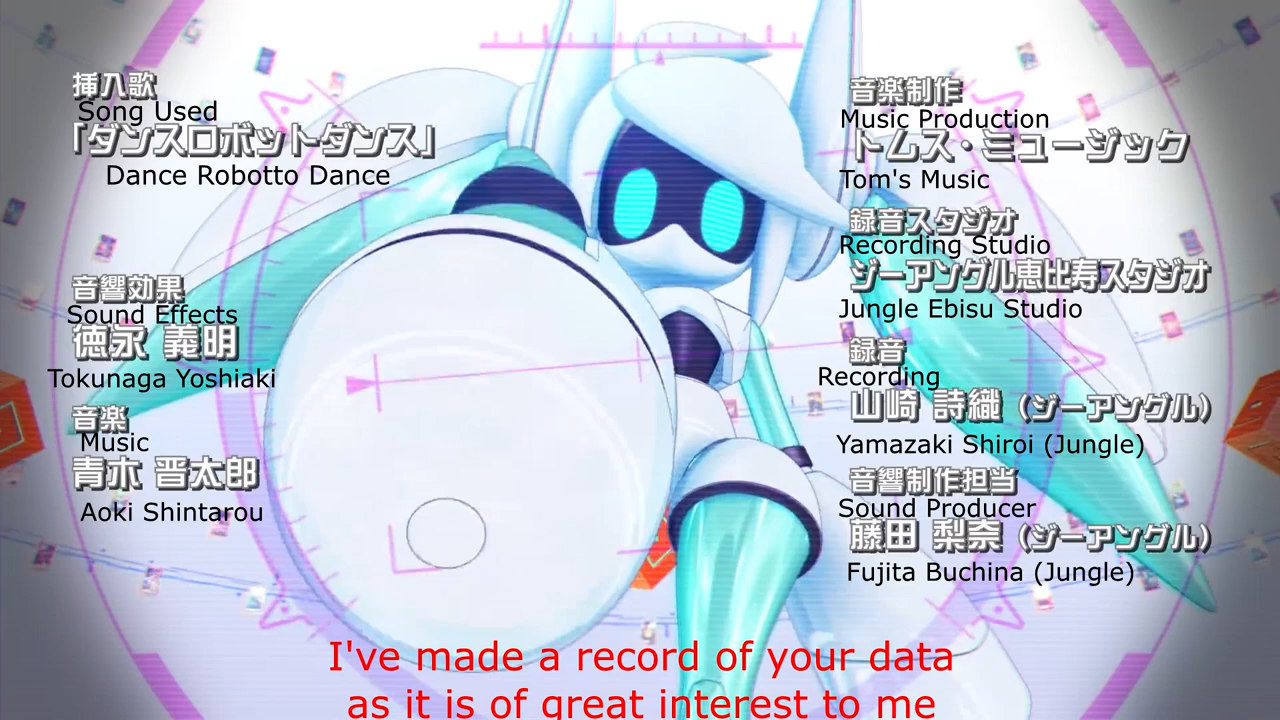 挿入歌
Song Used
「ダンスロボットダンス」
Dance Robotto Dance
音響効果
Sound Effects
徳永 義明
Tokunaga Yoshiaki
音楽
Music
青木 晋太郎
Aoki Shintarou
音楽制作
Music Production
トムス・ミュージック
Tom's Music
録音スタジオ
Recording Studio
ジーアングル恵比寿スタジオ
Jungle Ebisu Studio
録音
Recording
山崎 詩織（ジーアングル）
Yamazaki Shiroi (Jungle)
音響制作担当
Sound Producer
藤田 梨奈（ジーアングル）
Fujita Buchina (Jungle)
I've made a record of your data
as it is of great interest to me